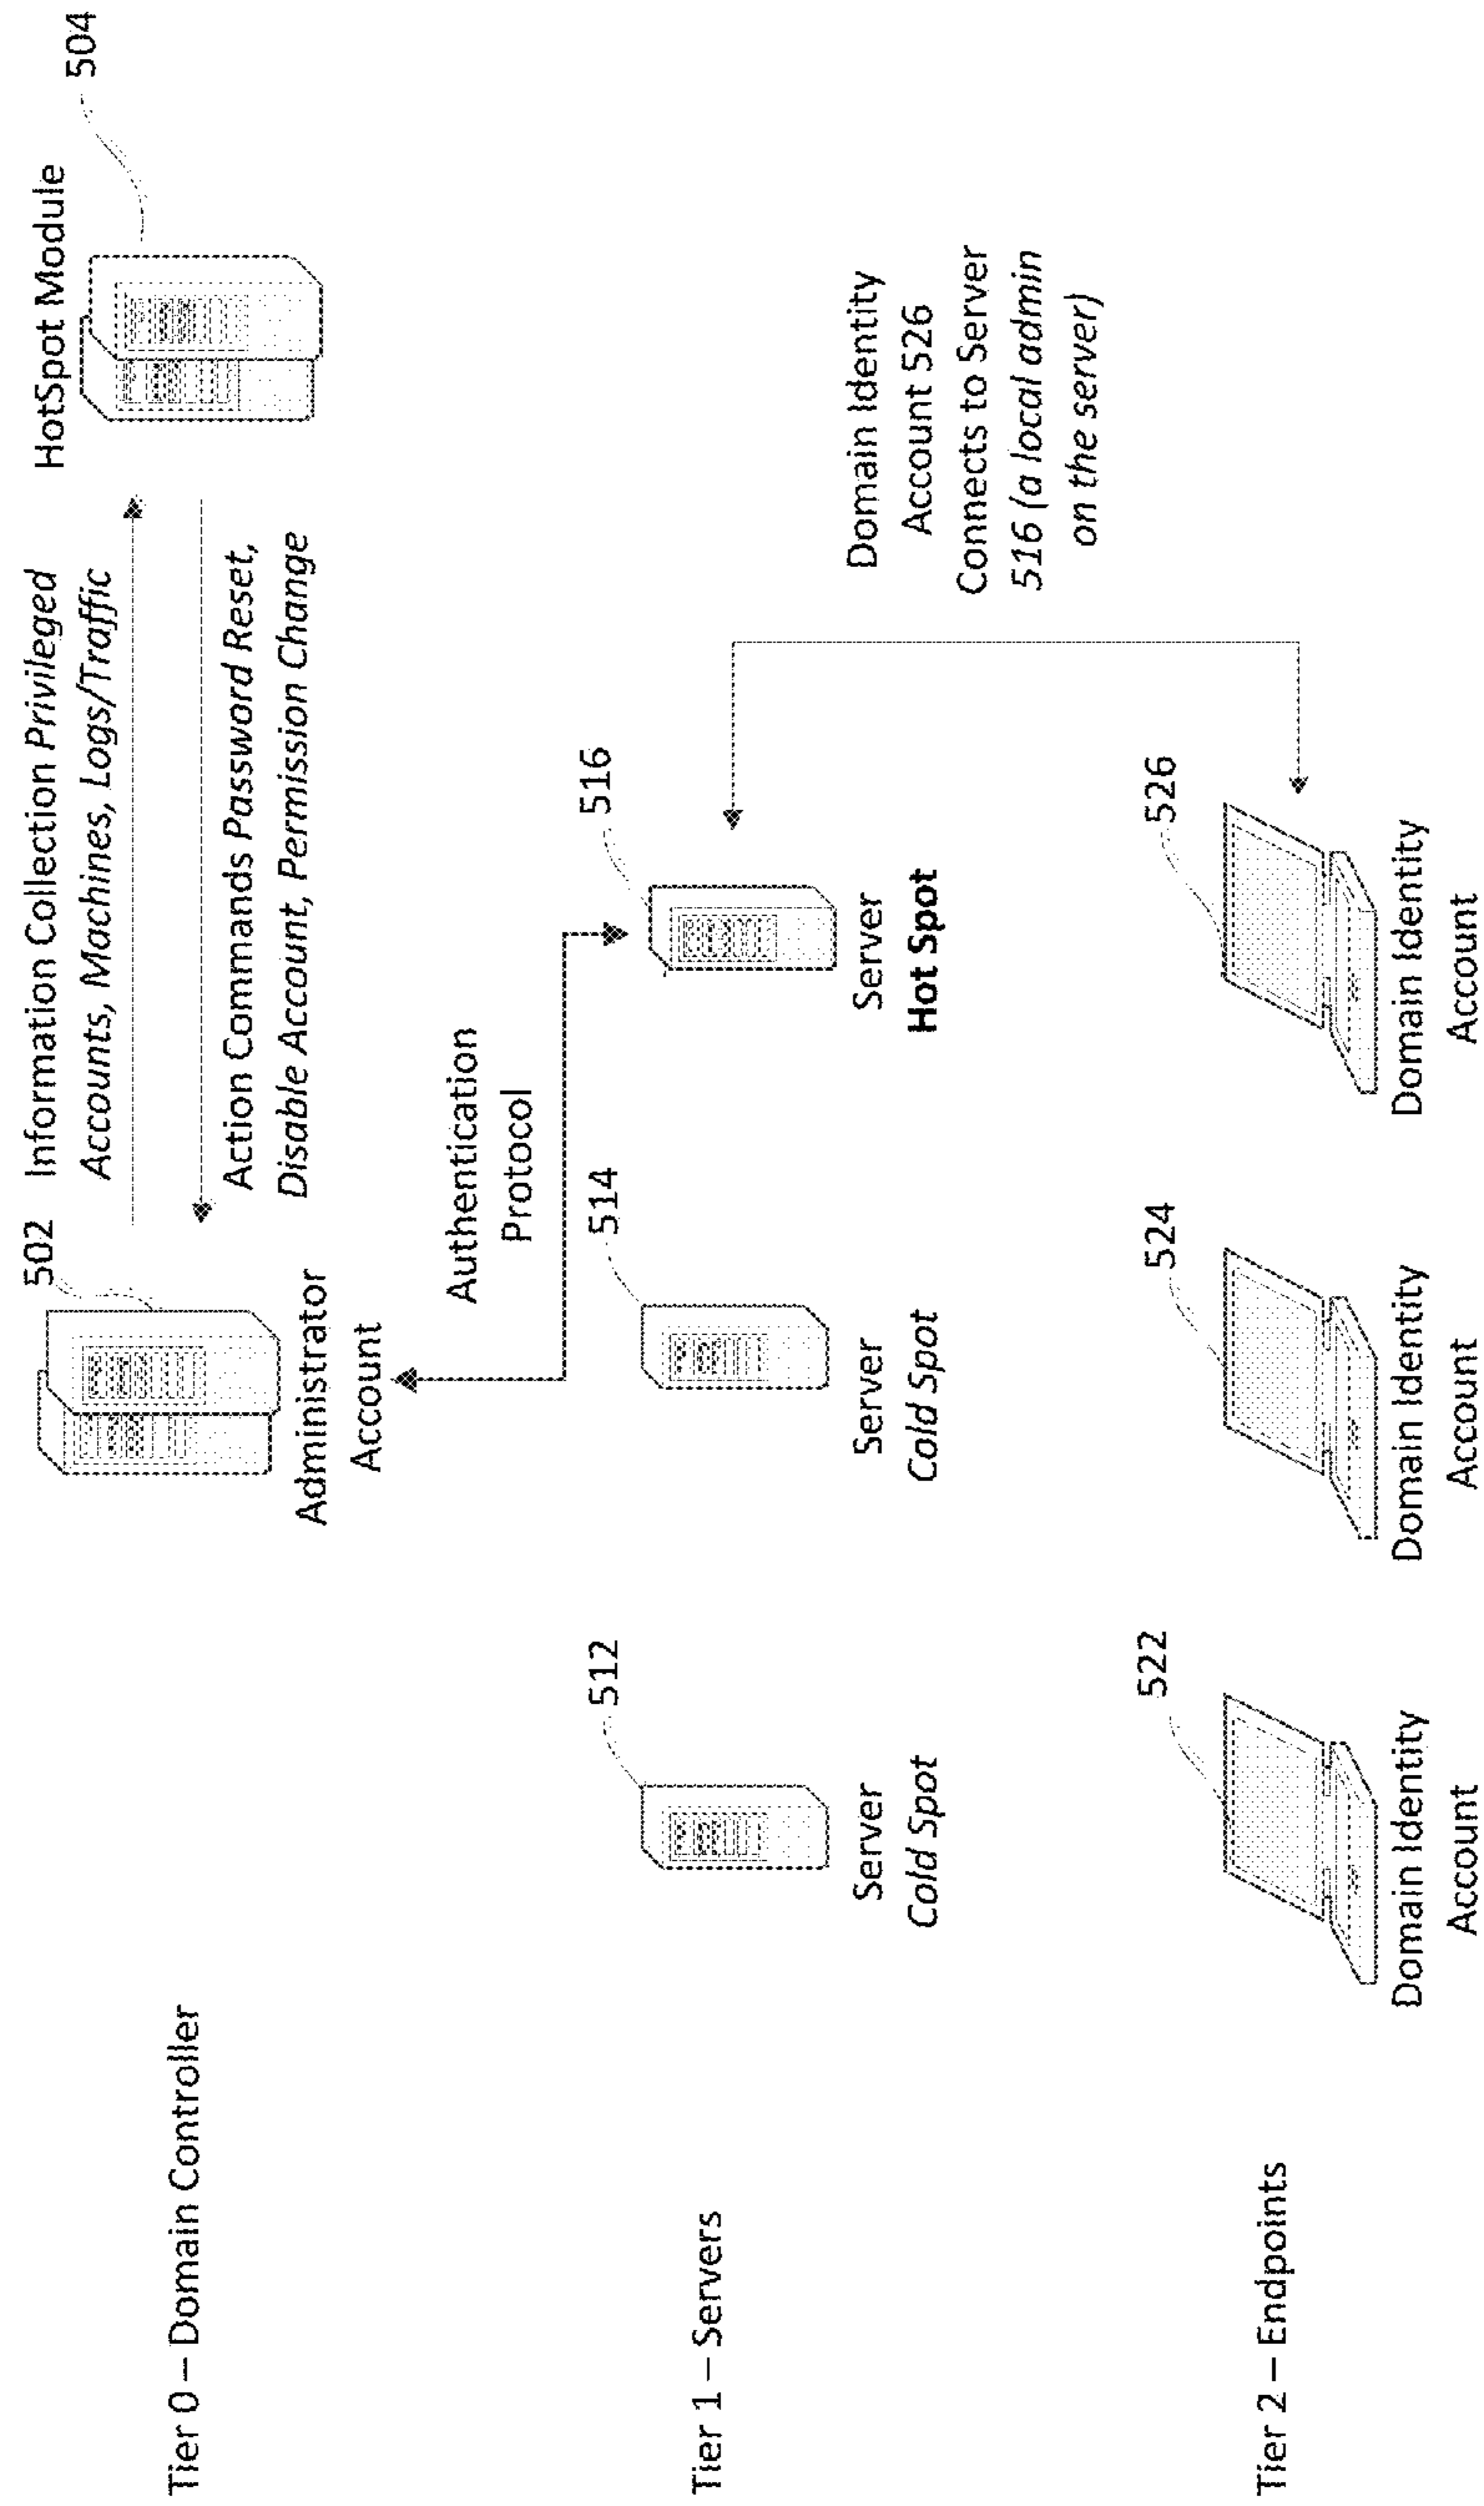 Tier 0 – Domain Controller
502
Administrator
Account
Information Collection Privileged
Accounts, Machines, Logs/Traffic
Action Commands Password Reset,
Disable Account, Permission Change
HotSpot Module
504
Authentication
Protocol
Tier 1 – Servers
512
Server
Cold Spot
514
Server
Cold Spot
516
Server
Hot Spot
Domain Identity
Account 526
Connects to Server
516 (a local admin
on the server)
Tier 2 – Endpoints
522
Domain Identity
Account
524
Domain Identity
Account
526
Domain Identity
Account